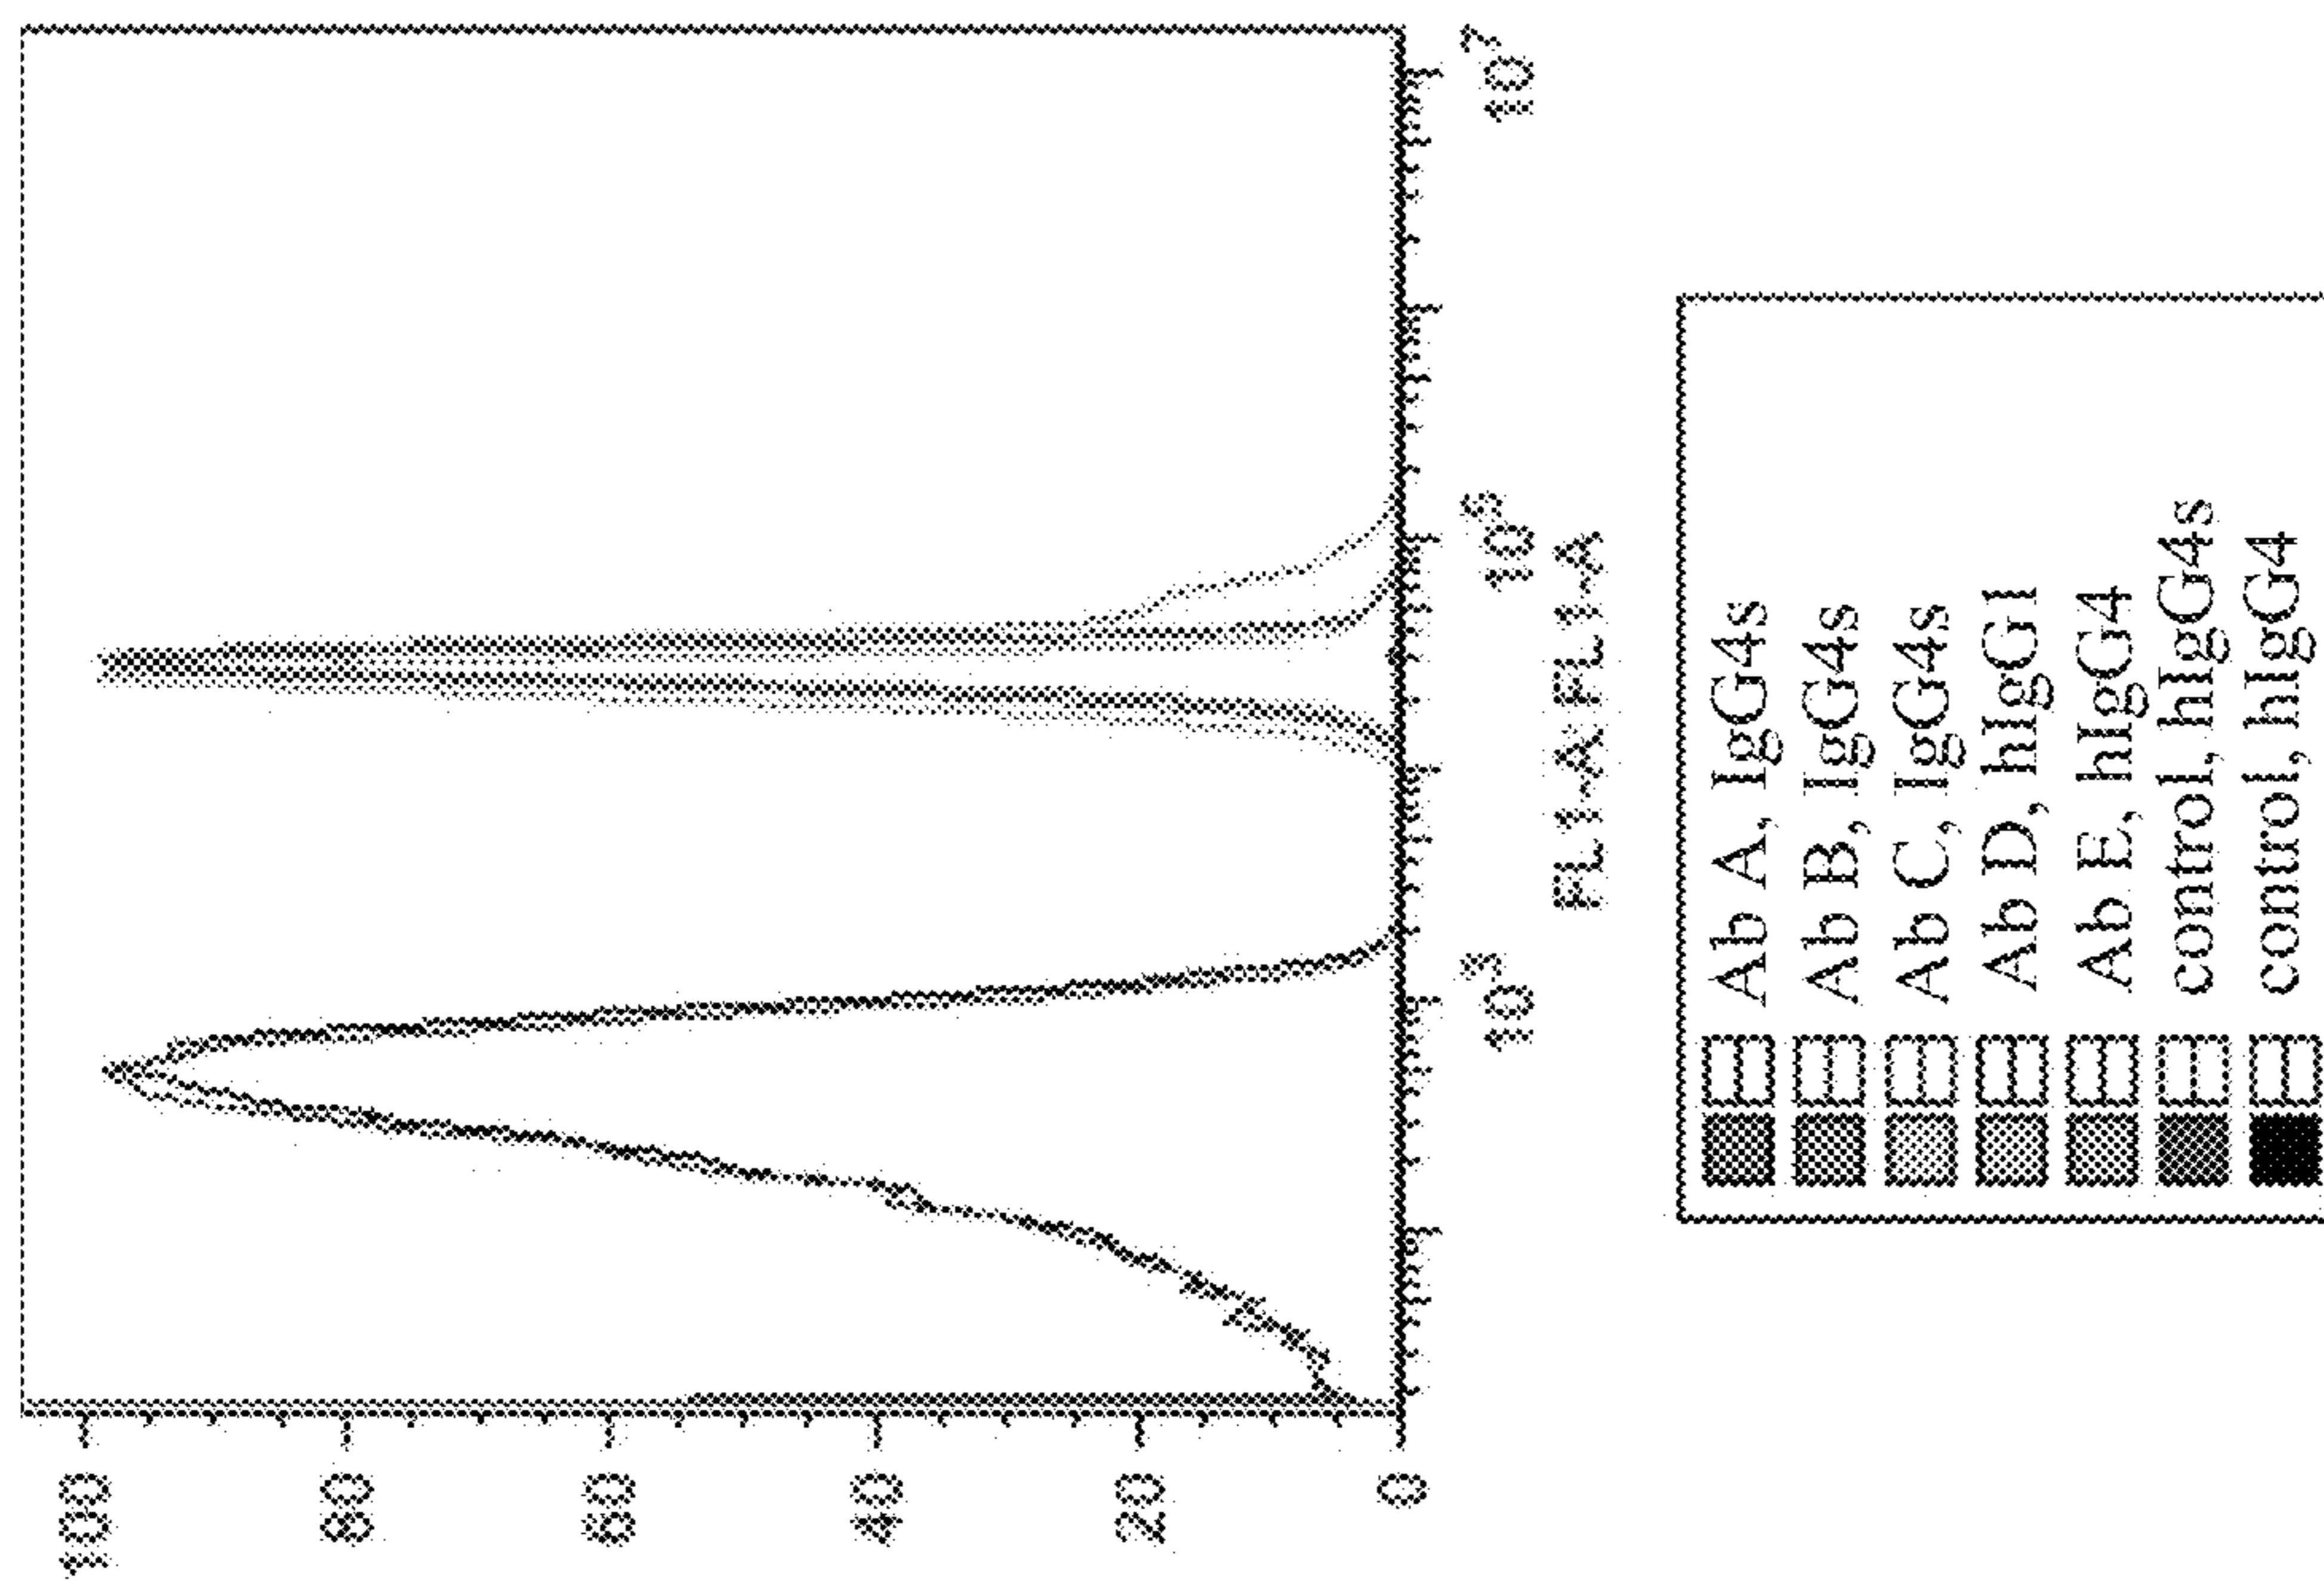 100
80
60
40
20
0
10^3
10^5
10^7
FL1-A FL1-A
Ab A, IgG4s
Ab B, IgG4s
Ab C, IgG4s
Ab D, hIgG1
Ab E, hIgG4
control, hIgG4s
control, hIgG4